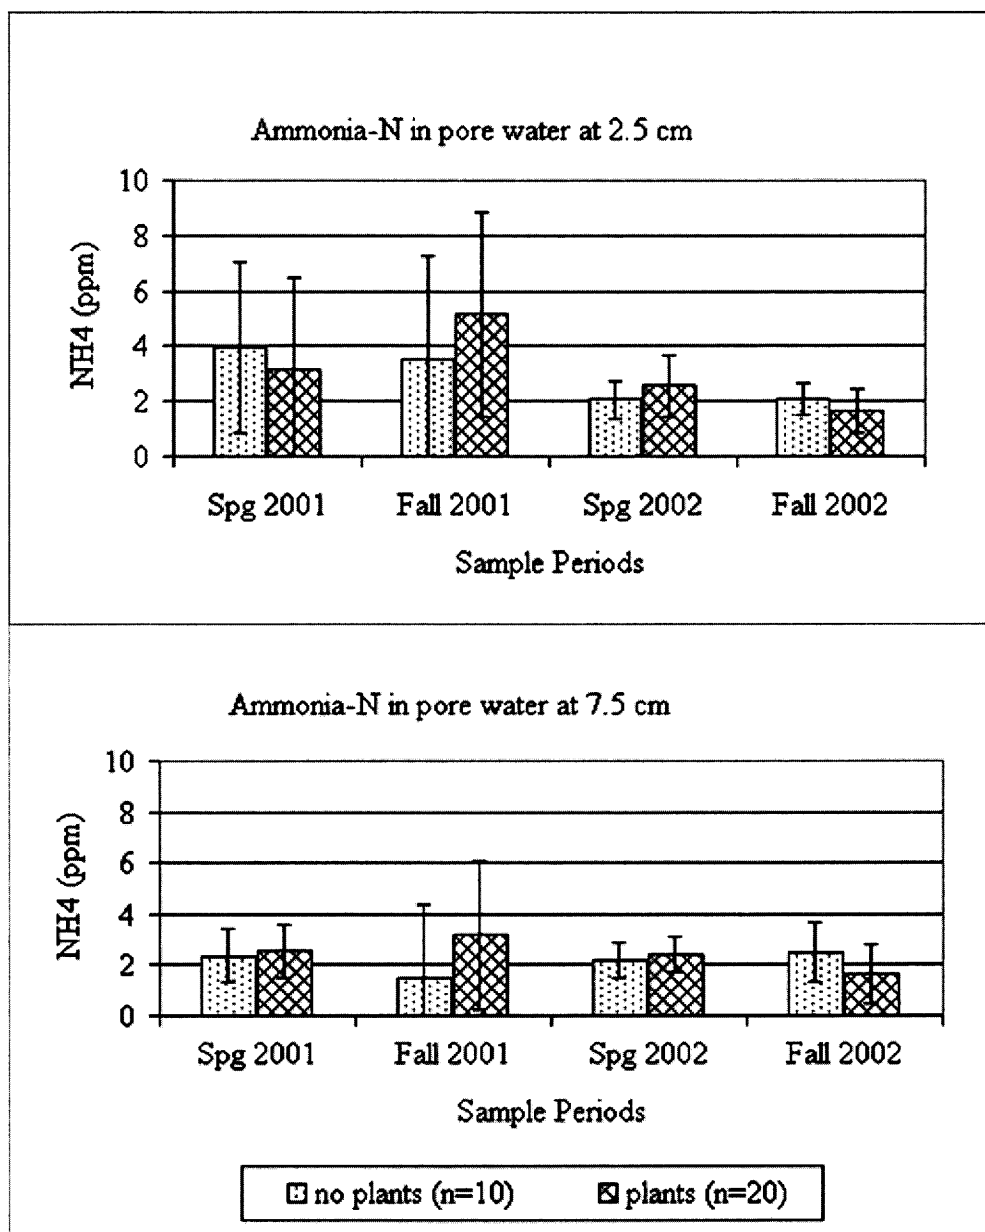 Ammonia-N in pore water at 2.5 cm
10
8
6
4
2
0
NH4 (ppm)
Spg 2001 Fall 2001 Spg 2002 Fall 2002
Sample Periods
Ammonia-N in pore water at 7.5 cm
10
8
6
4
2
0
NH4 (ppm)
Spg 2001 Fall 2001 Spg 2002 Fall 2002
Sample Periods
no plants (n=10) plants (n=20)